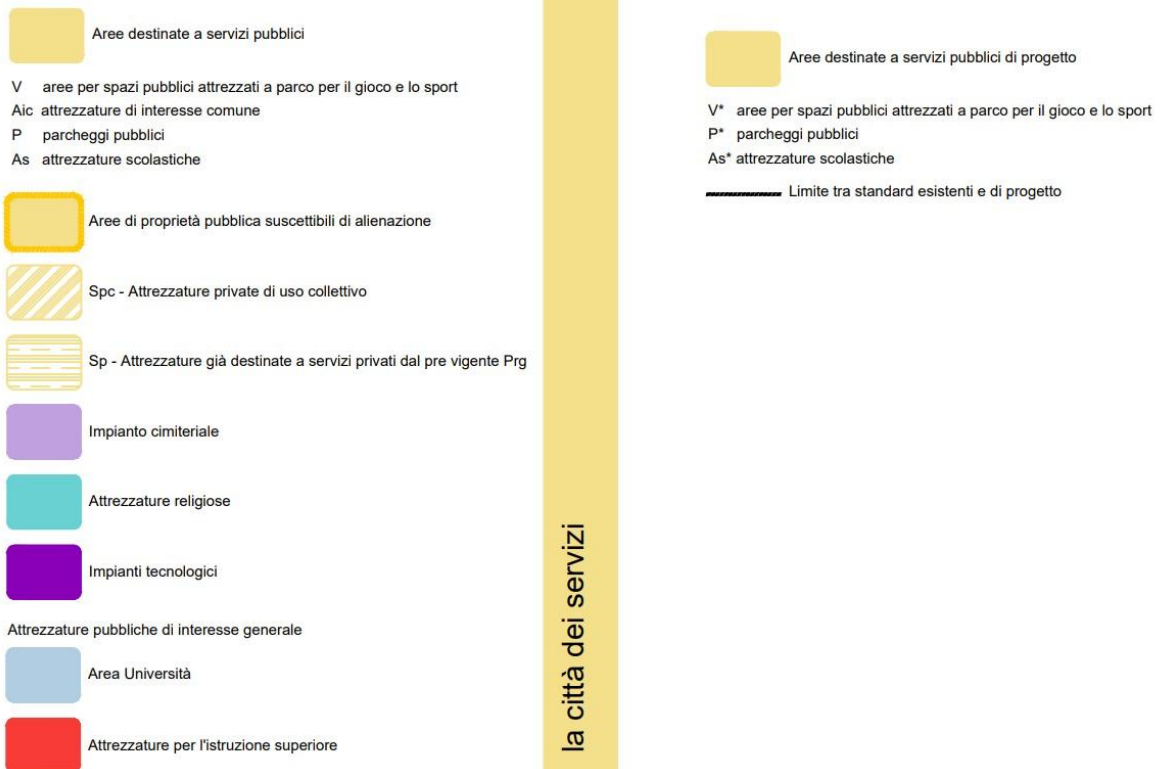 Aree destinate a servizi pubblici
V aree per spazi pubblici attrezzati a parco per il gioco e lo sport
Aic attrezzature di interesse comune
P parcheggi pubblici
As attrezzature scolastiche
Aree di proprietà pubblica suscettibili di alienazione
Spc - Attrezzature private di uso collettivo
Sp - Attrezzature già destinate a servizi privati dal pre vigente Prg
Impianto cimiteriale
Attrezzature religiose
Impianti tecnologici
Attrezzature pubbliche di interesse generale
Area Università
Attrezzature per l'istruzione superiore
la città dei servizi
Aree destinate a servizi pubblici di progetto
V* aree per spazi pubblici attrezzati a parco per il gioco e lo sport
P* parcheggi pubblici
As* attrezzature scolastiche
Limite tra standard esistenti e di progetto